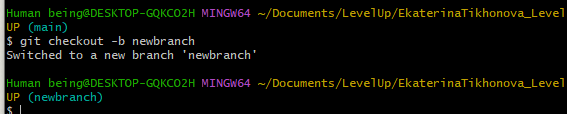 Human being@DESKTOP-GQKCO2H MINGW64 ~/Documents/LevelUp/EkaterinaTikhonova_Level
UP (main)
$ git checkout -b newbranch
Switched to a new branch 'newbranch'
Human being@DESKTOP-GQKCO2H MINGW64 ~/Documents/LevelUp/EkaterinaTikhonova_Level
UP (newbranch)
$